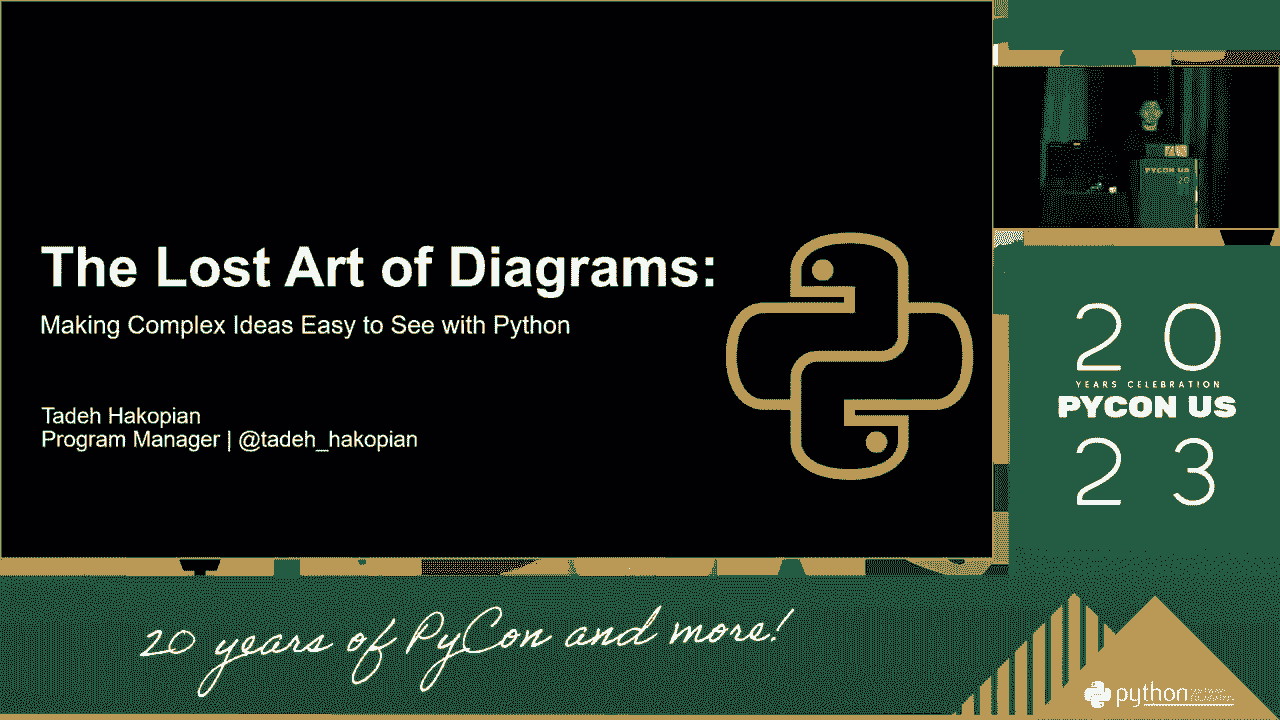 The Lost Art of Diagrams:
Making Complex Ideas Easy to See with Python
Tadeh Hakopian
Program Manager | @tadeh_hakopian
PYCON US
20
20
YEARS CELEBRATION
PYCON US
23
20 years of PyCon and more!
python